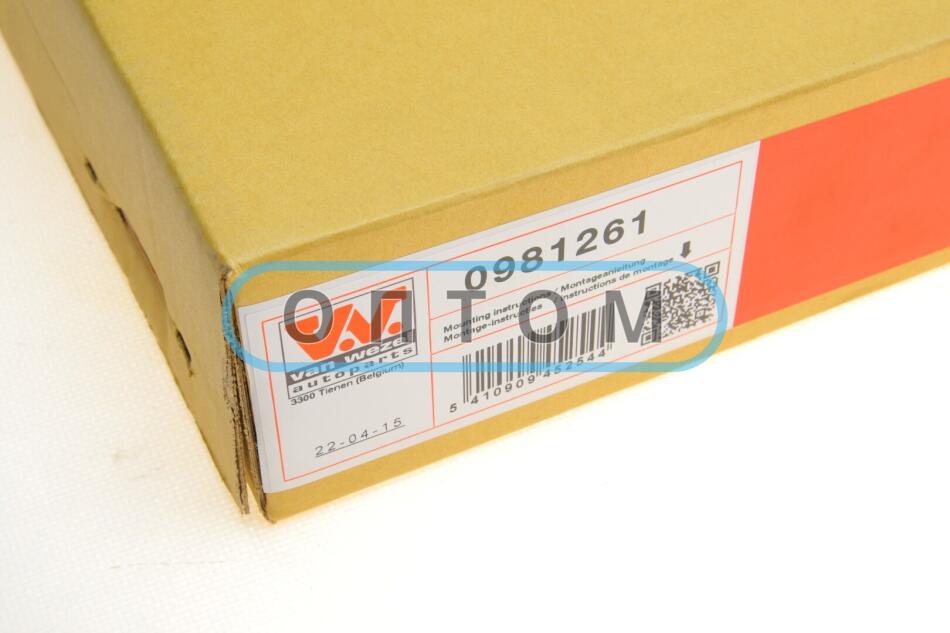 0981261
Mounting instructions / Montageanleitung
Montage-instructies / Instructions de montage
V.W.
van wezel
autoparts
3300 Tienen (Belgium)
22-04-15
5 410909 452544
ОПТОМ